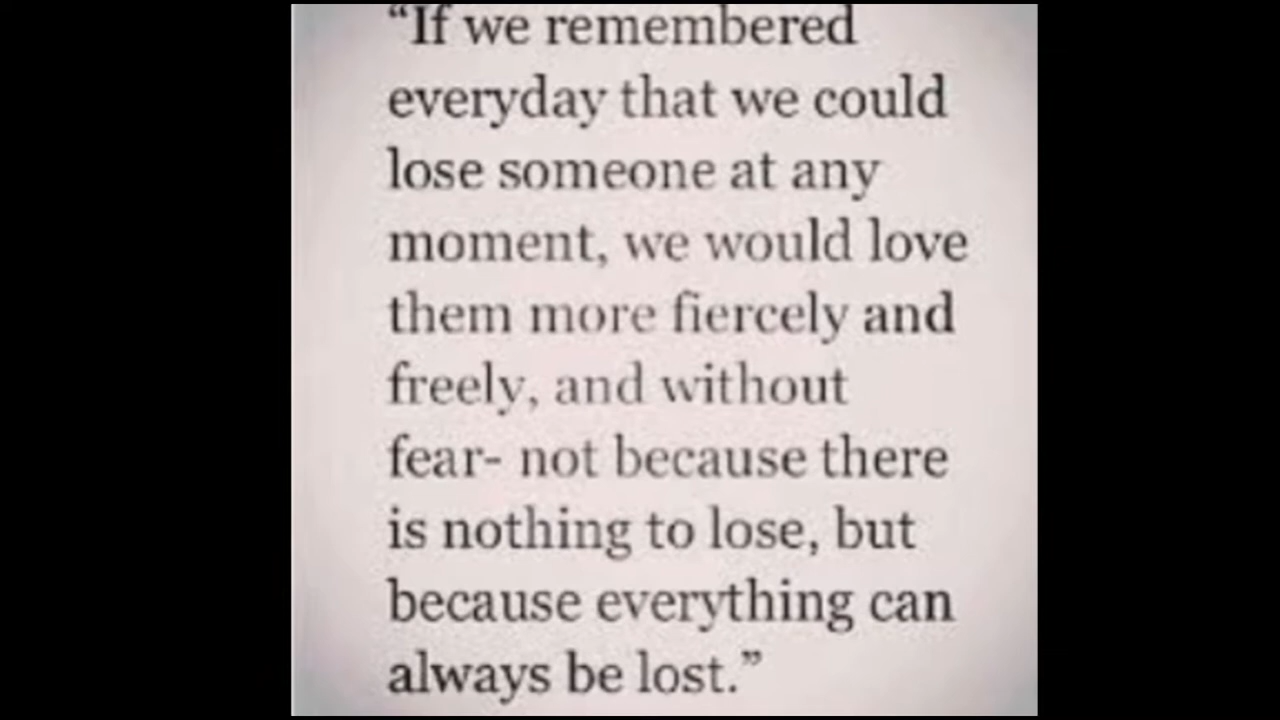 “If we remembered
everyday that we could
lose someone at any
moment, we would love
them more fiercely and
freely, and without
fear- not because there
is nothing to lose, but
because everything can
always be lost.”